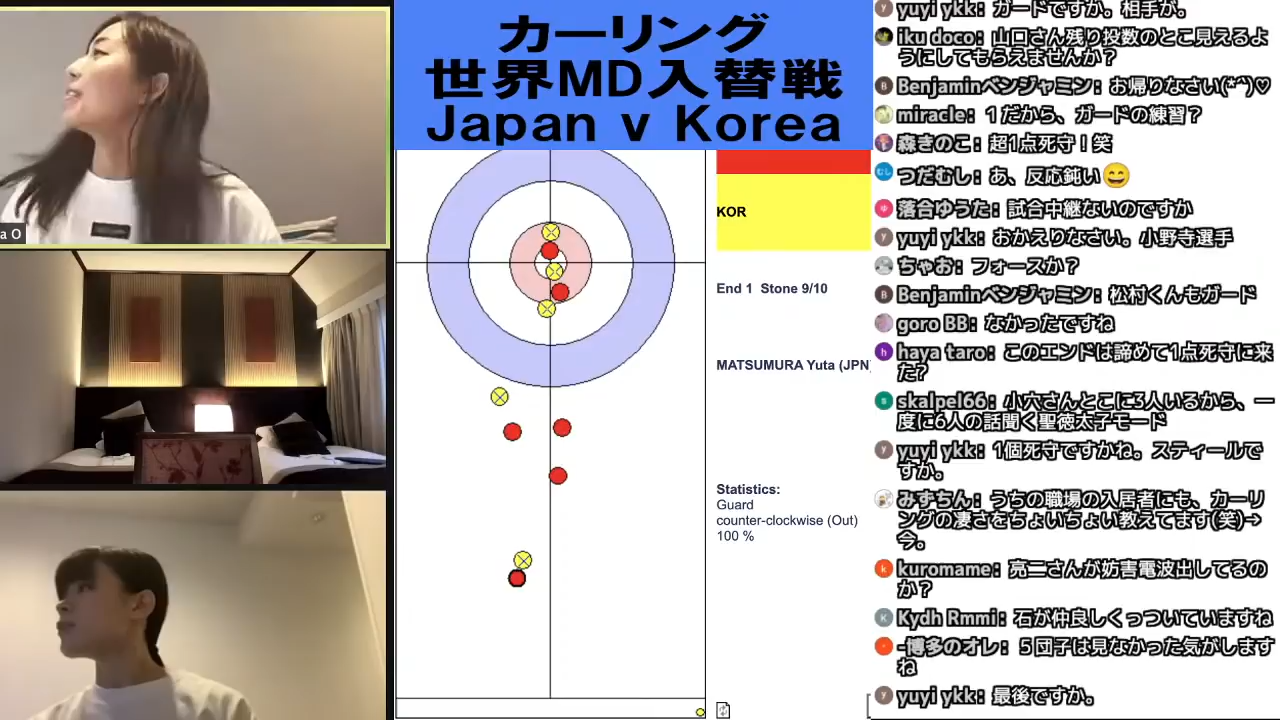 カーリング
世界MD入替戦
Japan v Korea
a O
KOR
End 1 Stone 9/10
MATSUMURA Yuta (JPN)
Statistics:
Guard
counter-clockwise (Out)
100 %
yuyi ykk: ガードですか。相手が。
iku doco: 山口さん残り投数のとこ見えるよ
うにしてもらえませんか？
Benjaminベンジャミン: お帰りなさい(*^^)♡
miracle: １だから、ガードの練習？
森きのこ: 超1点死守！笑
つだむし: あ、反応鈍い😄
落合ゆうた: 試合中継ないのですか
yuyi ykk: おかえりなさい。小野寺選手
ちゃお: フォースか？
Benjaminベンジャミン: 松村くんもガード
goro BB: なかったですね
haya taro: このエンドは諦めて1点死守に来
た?
skalpel66: 小穴さんとこに3人いるから、一
度に6人の話聞く聖徳太子モード
yuyi ykk: 1個死守ですかね。スティールで
すか。
みずちん: うちの職場の入居者にも、カーリ
ングの凄さをちょいちょい教えてます(笑)→
今。
kuromame: 亮二さんが妨害電波出してるの
か？
Kydh Rmmi: 石が仲良しくっついていますね
-博多のオレ: ５団子は見なかった気がします
ね
yuyi ykk: 最後ですか。